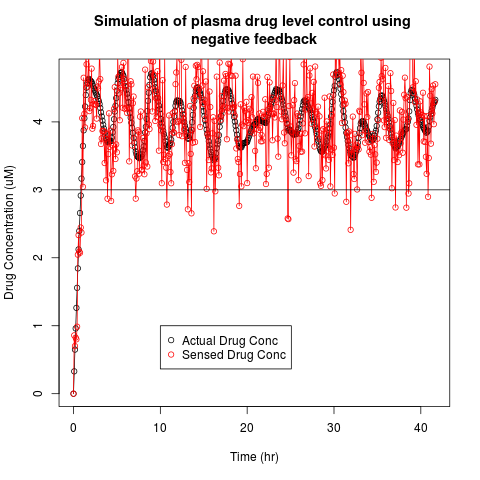 Simulation of plasma drug level control using
negative feedback
Drug Concentration (uM)
4
3
2
1
0
Actual Drug Conc
Sensed Drug Conc
0 10 20 30 40
Time (hr)